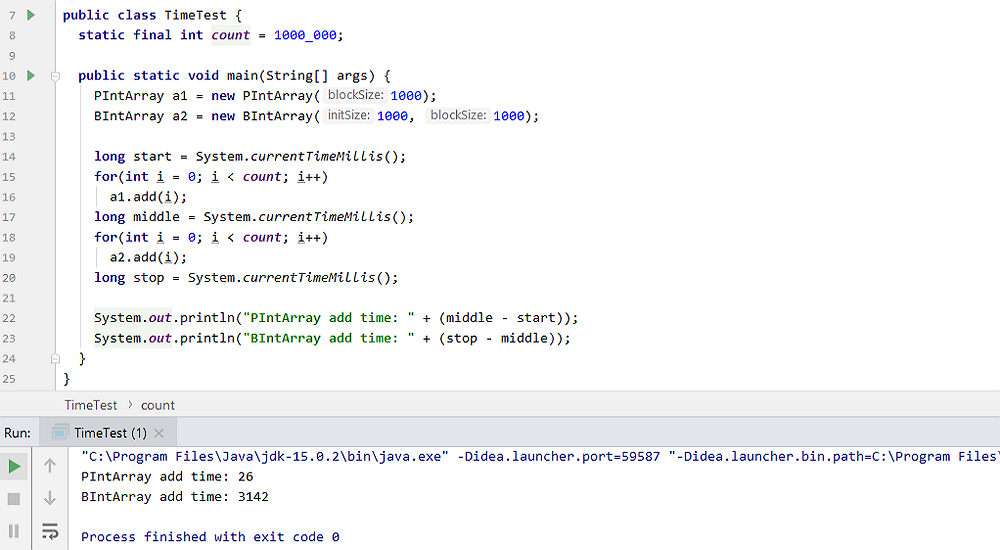 7 public class TimeTest {
8 static final int count = 1000_000;
9
10 public static void main(String[] args) {
11 PIntArray a1 = new PIntArray( blockSize: 1000);
12 BIntArray a2 = new BIntArray( initSize: 1000, blockSize: 1000);
13
14 long start = System.currentTimeMillis();
15 for(int i = 0; i < count; i++)
16 a1.add(i);
17 long middle = System.currentTimeMillis();
18 for(int i = 0; i < count; i++)
19 a2.add(i);
20 long stop = System.currentTimeMillis();
21
22 System.out.println("PIntArray add time: " + (middle - start));
23 System.out.println("BIntArray add time: " + (stop - middle));
24 }
25 }
TimeTest > count
Run: TimeTest (1) ×
"C:\Program Files\Java\jdk-15.0.2\bin\java.exe" -Didea.launcher.port=59587 "-Didea.launcher.bin.path=C:\Program Files\
PIntArray add time: 26
BIntArray add time: 3142
Process finished with exit code 0